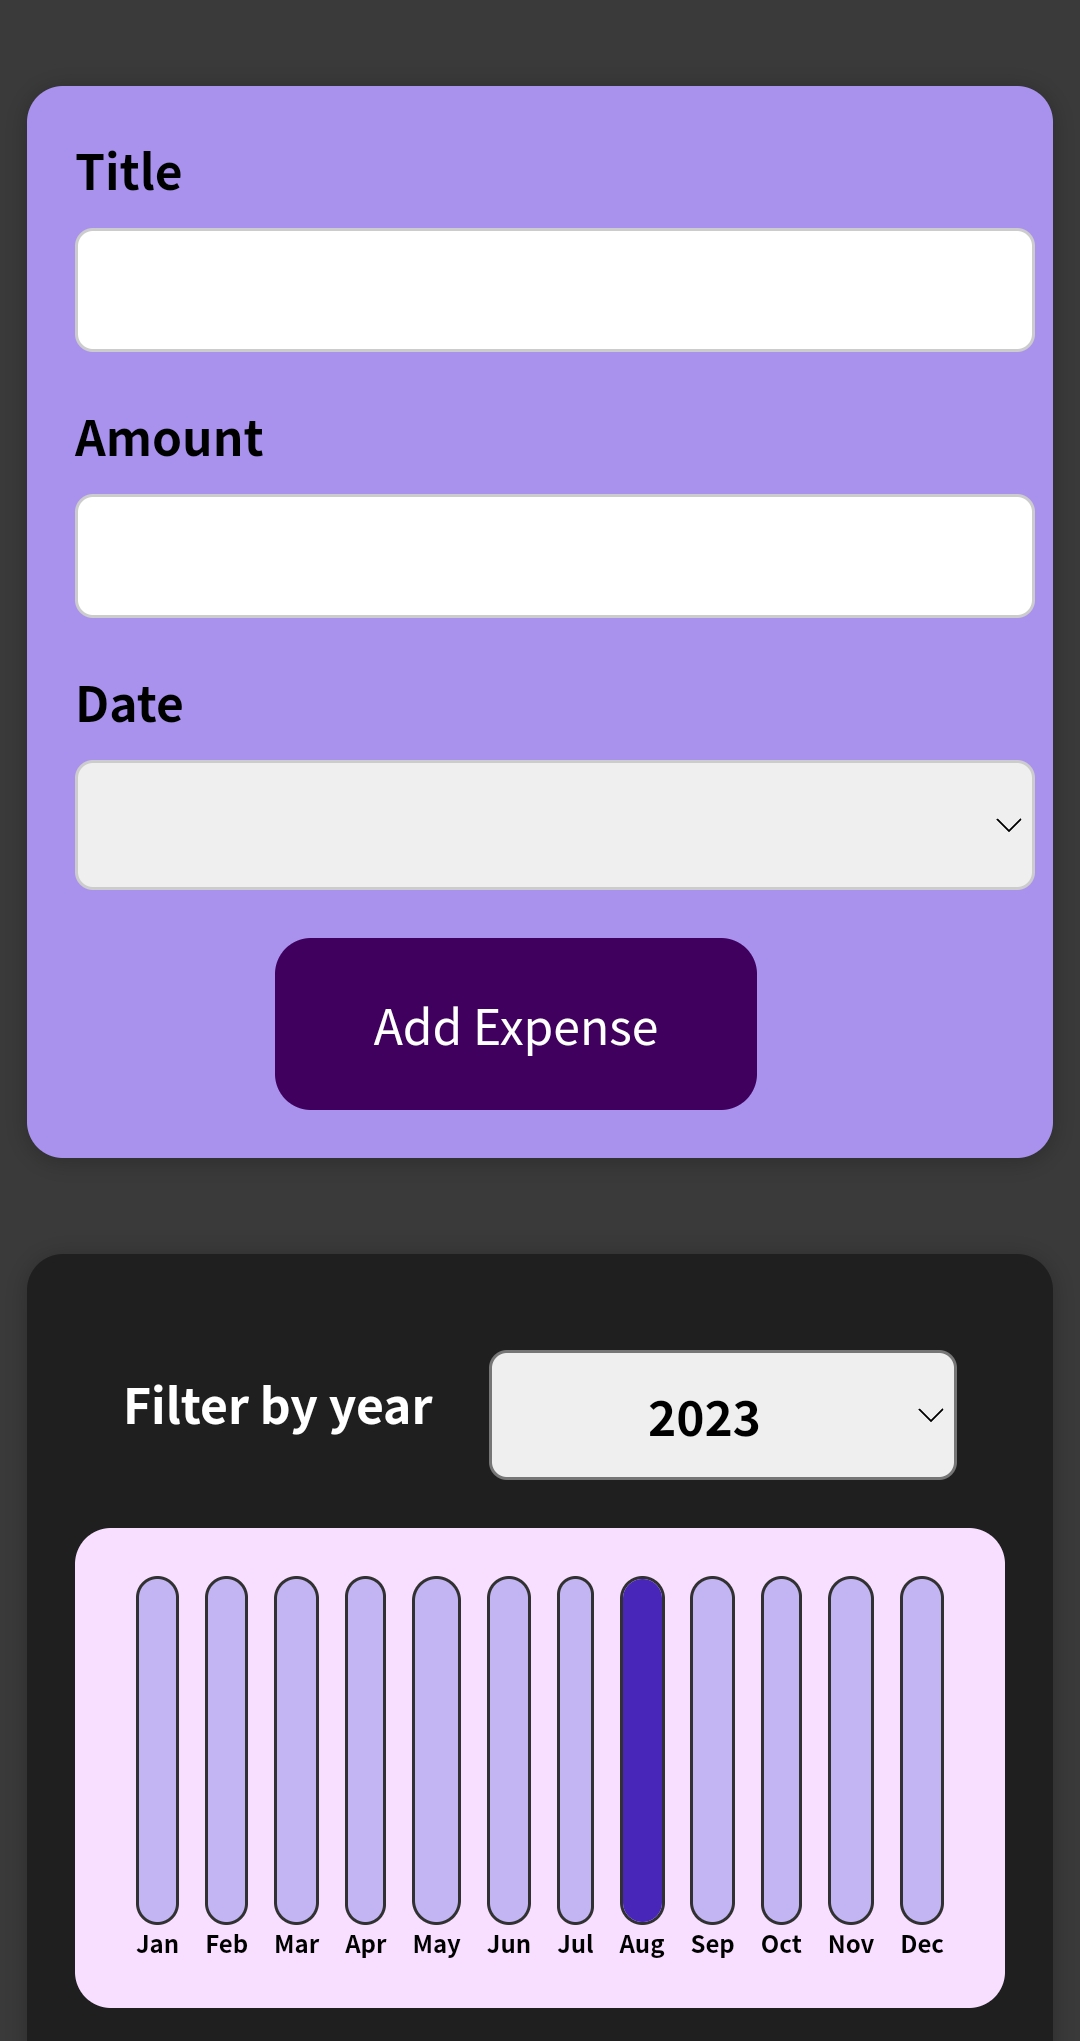 Title
Amount
Date
Add Expense
Filter by year 2023
Jan Feb Mar Apr May Jun Jul Aug Sep Oct Nov Dec